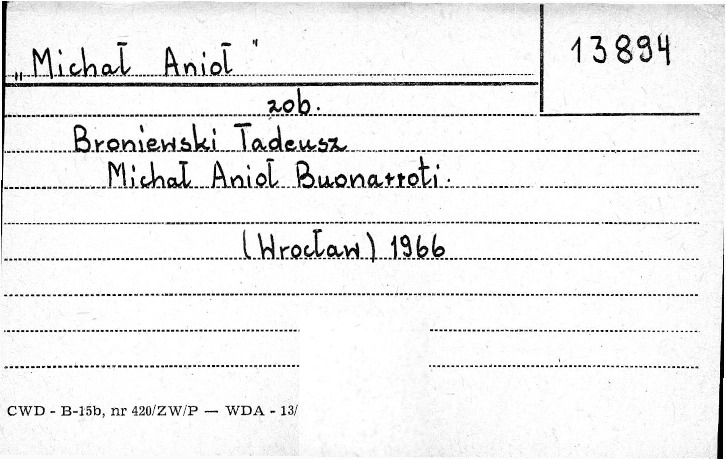 „Michał Anioł"
13894
zob.
Broniewski Tadeusz
Michał Anioł Buonarroti.
(Wrocław) 1966
CWD - B-15b, nr 420/ZW/P — WDA - 13/